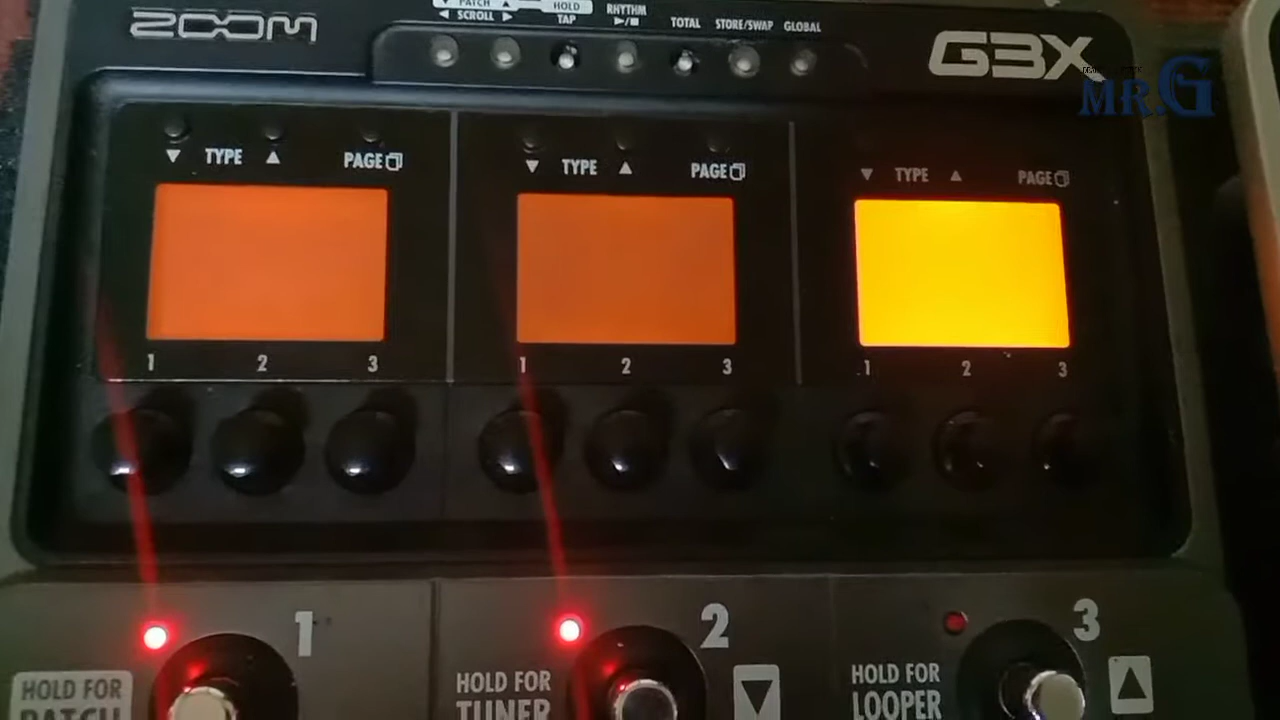 ZOOM
PATCH
SCROLL
HOLD
TAP
RHYTHM
TOTAL
STORE/SWAP
GLOBAL
G3X
MR.G
TYPE
PAGE
TYPE
PAGE
TYPE
PAGE
1 2 3
1 2 3
1 2 3
1
HOLD FOR
PATCH
2
HOLD FOR
TUNER
3
HOLD FOR
LOOPER